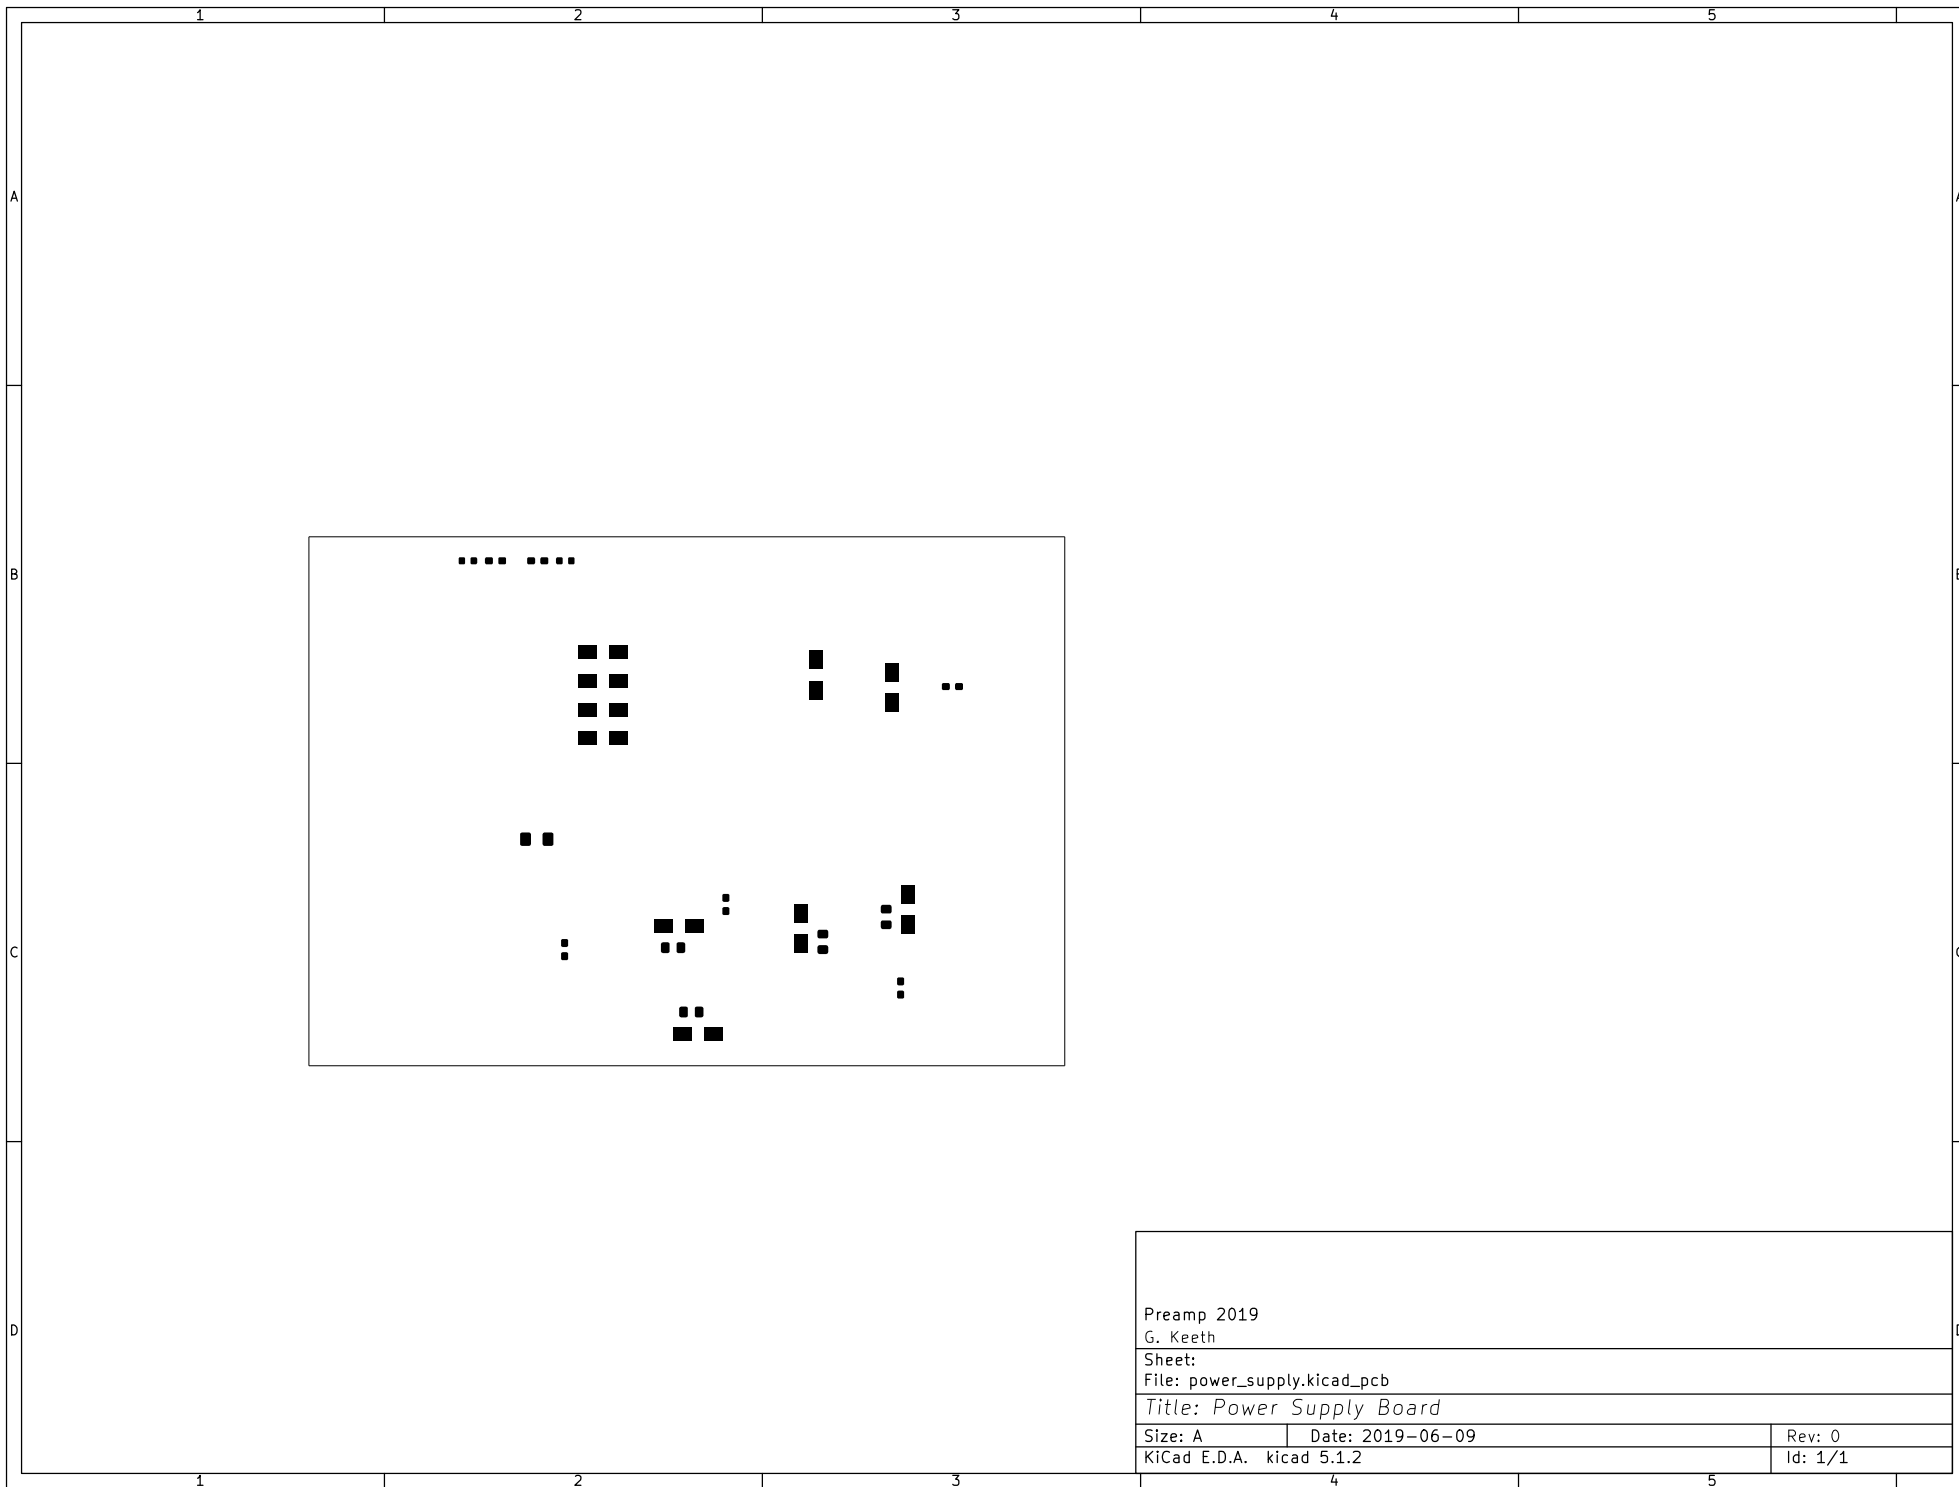 1 2 3 4 5
A A
B B
C C
D D
Preamp 2019
G. Keeth
Sheet:
File: power_supply.kicad_pcb
Title: Power Supply Board
Size: A Date: 2019-06-09 Rev: 0
KiCad E.D.A. kicad 5.1.2 Id: 1/1
1 2 3 4 5